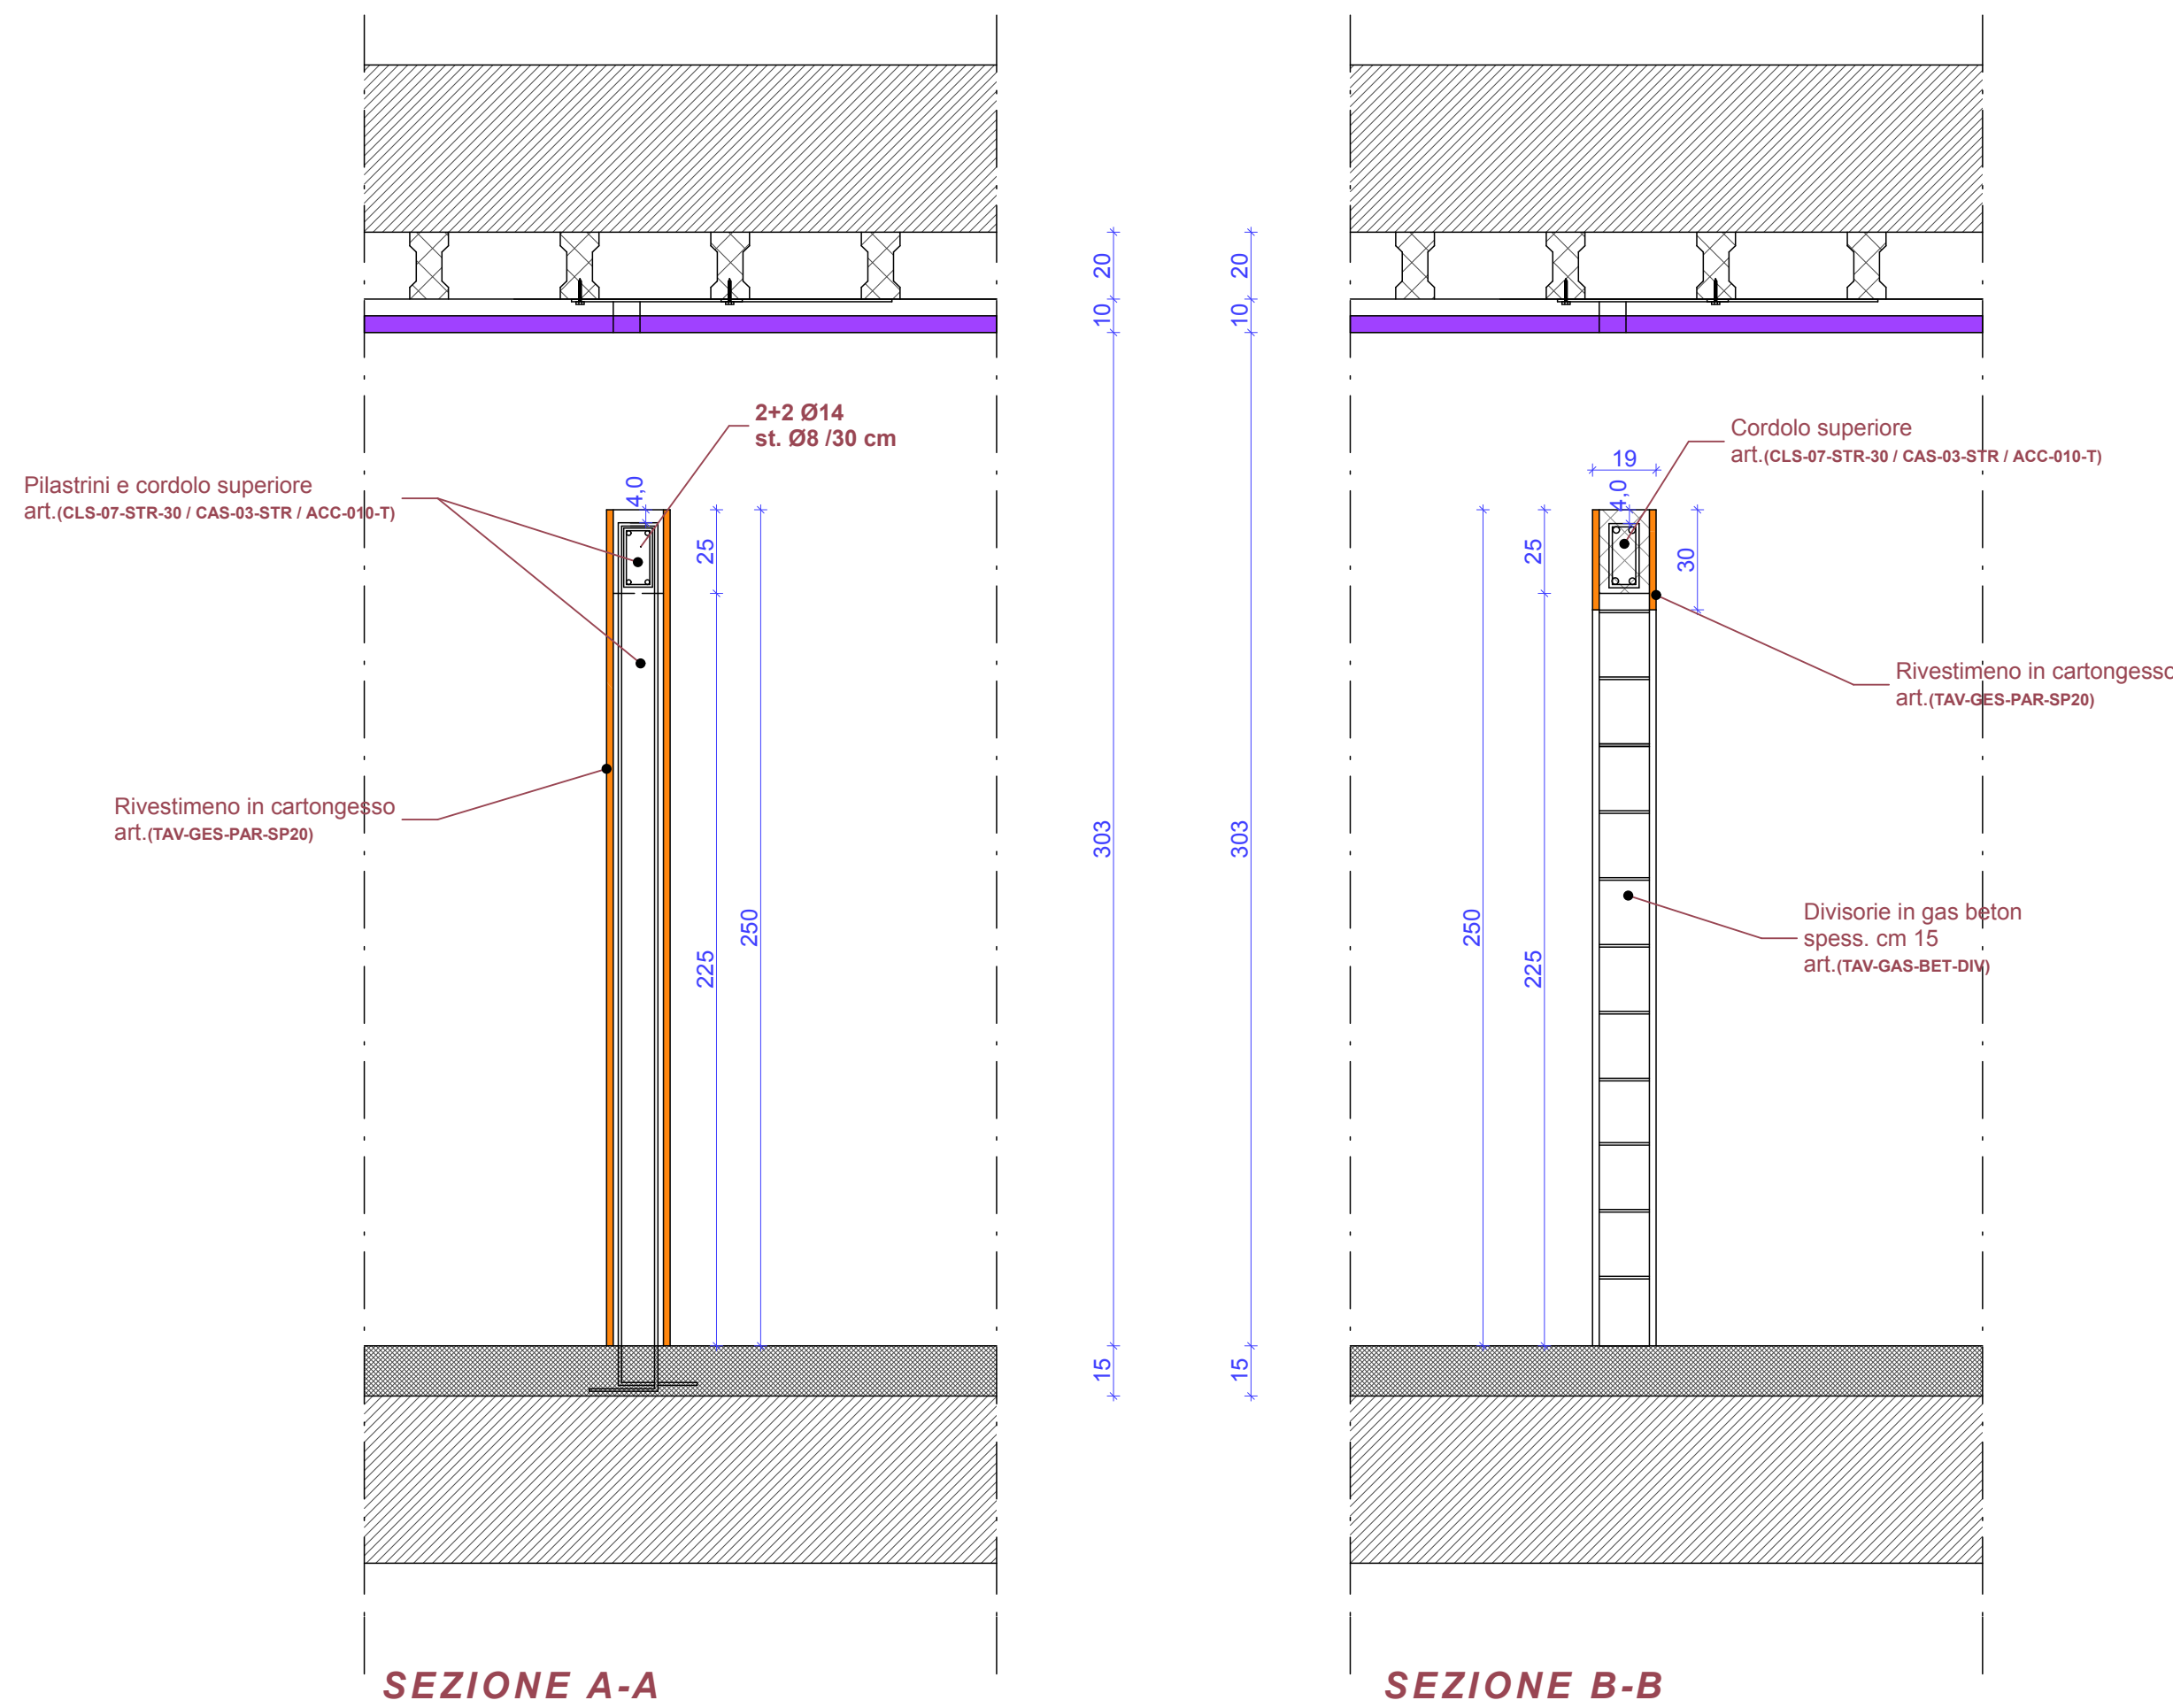 20
10
20
10
2+2 Ø14
st. Ø8 /30 cm
Pilastrini e cordolo superiore
art.(CLS-07-STR-30 / CAS-03-STR / ACC-010-T)
4,0
25
225
250
303
15
Rivestimeno in cartongesso
art.(TAV-GES-PAR-SP20)
Cordolo superiore
art.(CLS-07-STR-30 / CAS-03-STR / ACC-010-T)
19
4,0
25
30
303
250
225
15
Rivestimeno in cartongesso
art.(TAV-GES-PAR-SP20)
Divisorie in gas beton
spess. cm 15
art.(TAV-GAS-BET-DIV)
SEZIONE A-A
SEZIONE B-B